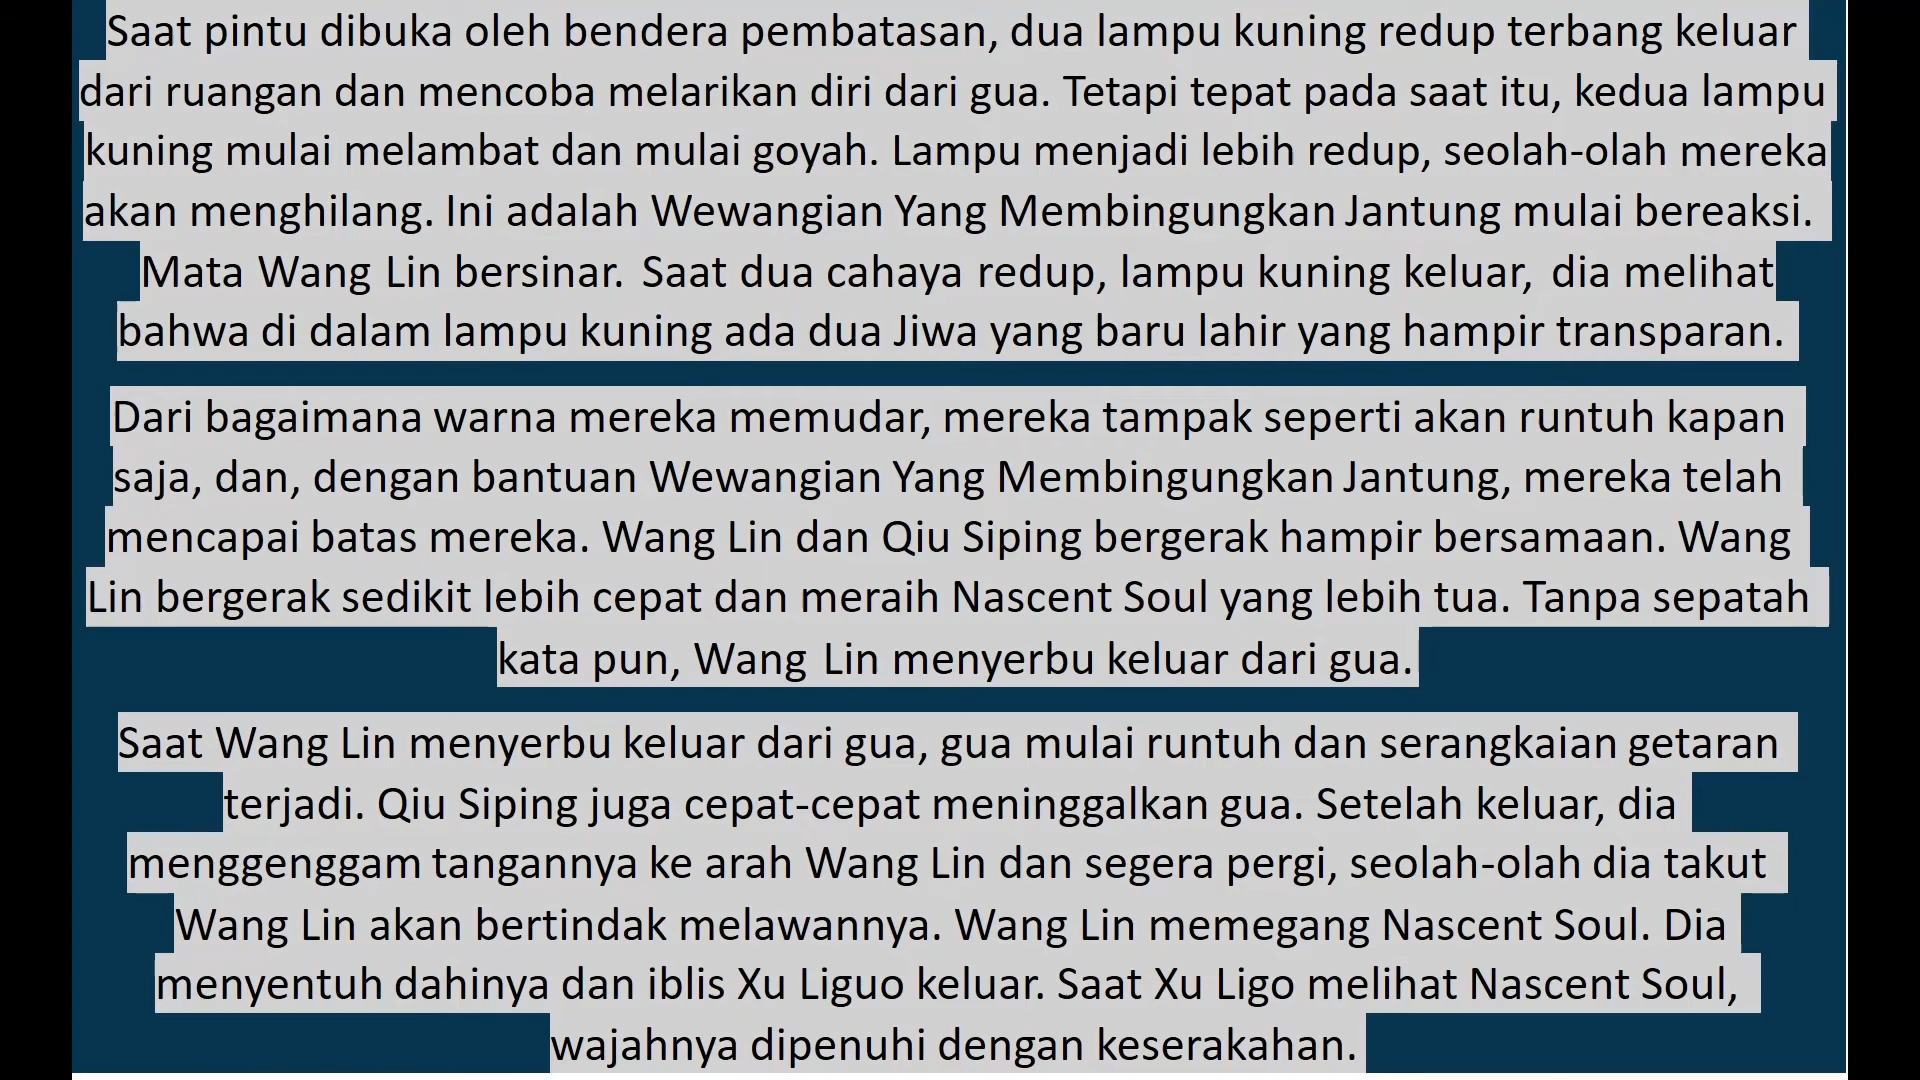 Saat pintu dibuka oleh bendera pembatasan, dua lampu kuning redup terbang keluar
dari ruangan dan mencoba melarikan diri dari gua. Tetapi tepat pada saat itu, kedua lampu
kuning mulai melambat dan mulai goyah. Lampu menjadi lebih redup, seolah-olah mereka
akan menghilang. Ini adalah Wewangian Yang Membingungkan Jantung mulai bereaksi.
Mata Wang Lin bersinar. Saat dua cahaya redup, lampu kuning keluar, dia melihat
bahwa di dalam lampu kuning ada dua Jiwa yang baru lahir yang hampir transparan.
Dari bagaimana warna mereka memudar, mereka tampak seperti akan runtuh kapan
saja, dan, dengan bantuan Wewangian Yang Membingungkan Jantung, mereka telah
mencapai batas mereka. Wang Lin dan Qiu Siping bergerak hampir bersamaan. Wang
Lin bergerak sedikit lebih cepat dan meraih Nascent Soul yang lebih tua. Tanpa sepatah
kata pun, Wang Lin menyerbu keluar dari gua.
Saat Wang Lin menyerbu keluar dari gua, gua mulai runtuh dan serangkaian getaran
terjadi. Qiu Siping juga cepat-cepat meninggalkan gua. Setelah keluar, dia
menggenggam tangannya ke arah Wang Lin dan segera pergi, seolah-olah dia takut
Wang Lin akan bertindak melawannya. Wang Lin memegang Nascent Soul. Dia
menyentuh dahinya dan iblis Xu Liguo keluar. Saat Xu Ligo melihat Nascent Soul,
wajahnya dipenuhi dengan keserakahan.